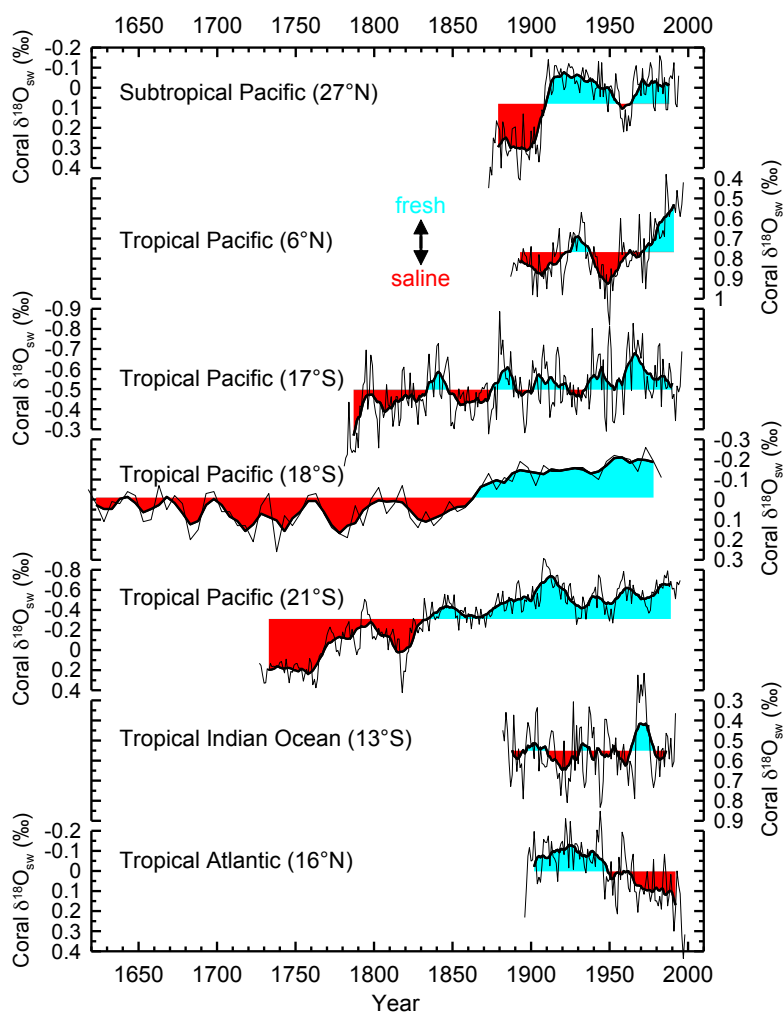 1650 1700 1750 1800 1850 1900 1950 2000
Coral δ¹⁸Osw (‰)
-0.2
-0.1
0
0.1
0.2
0.3
0.4
Subtropical Pacific (27°N)
Coral δ¹⁸Osw (‰)
0.4
0.5
0.6
0.7
0.8
0.9
1
fresh
saline
Tropical Pacific (6°N)
Coral δ¹⁸Osw (‰)
-0.9
-0.8
-0.7
-0.6
-0.5
-0.4
-0.3
Tropical Pacific (17°S)
Coral δ¹⁸Osw (‰)
-0.3
-0.2
-0.1
0
0.1
0.2
0.3
Tropical Pacific (18°S)
Coral δ¹⁸Osw (‰)
-0.8
-0.6
-0.4
-0.2
0
0.2
0.4
Tropical Pacific (21°S)
Coral δ¹⁸Osw (‰)
0.3
0.4
0.5
0.6
0.7
0.8
0.9
Tropical Indian Ocean (13°S)
Coral δ¹⁸Osw (‰)
-0.2
-0.1
0
0.1
0.2
0.3
0.4
Tropical Atlantic (16°N)
1650 1700 1750 1800 1850 1900 1950 2000
Year